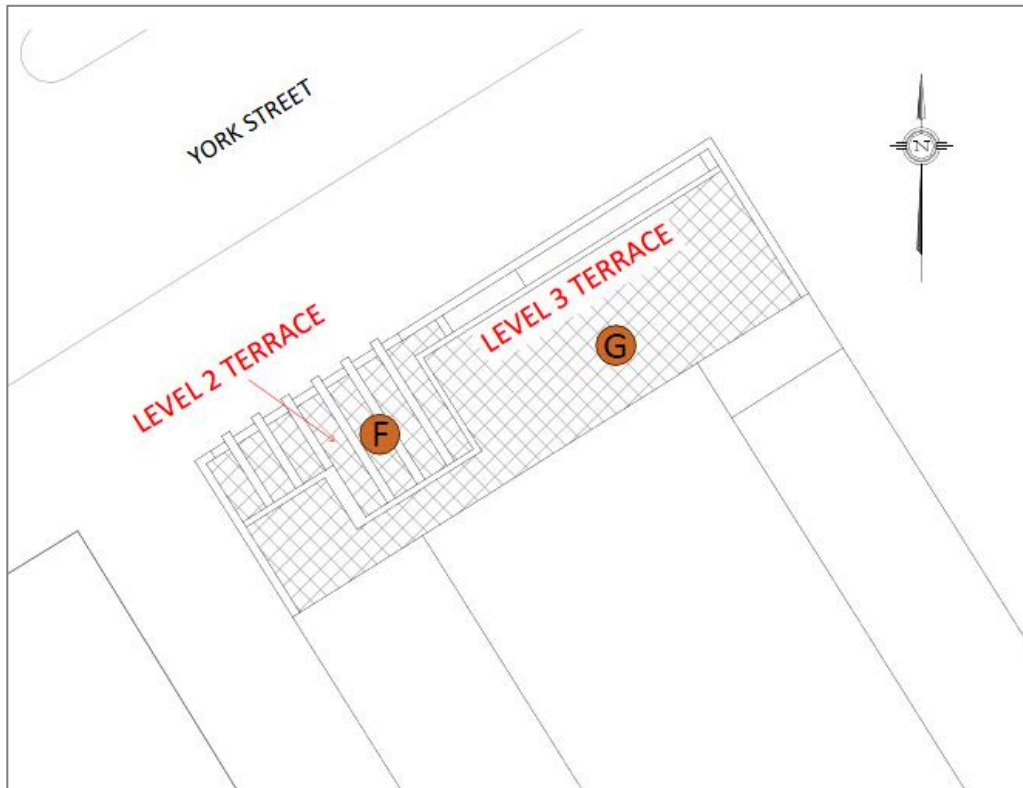 YORK STREET
N
LEVEL 3 TERRACE
G
LEVEL 2 TERRACE
F